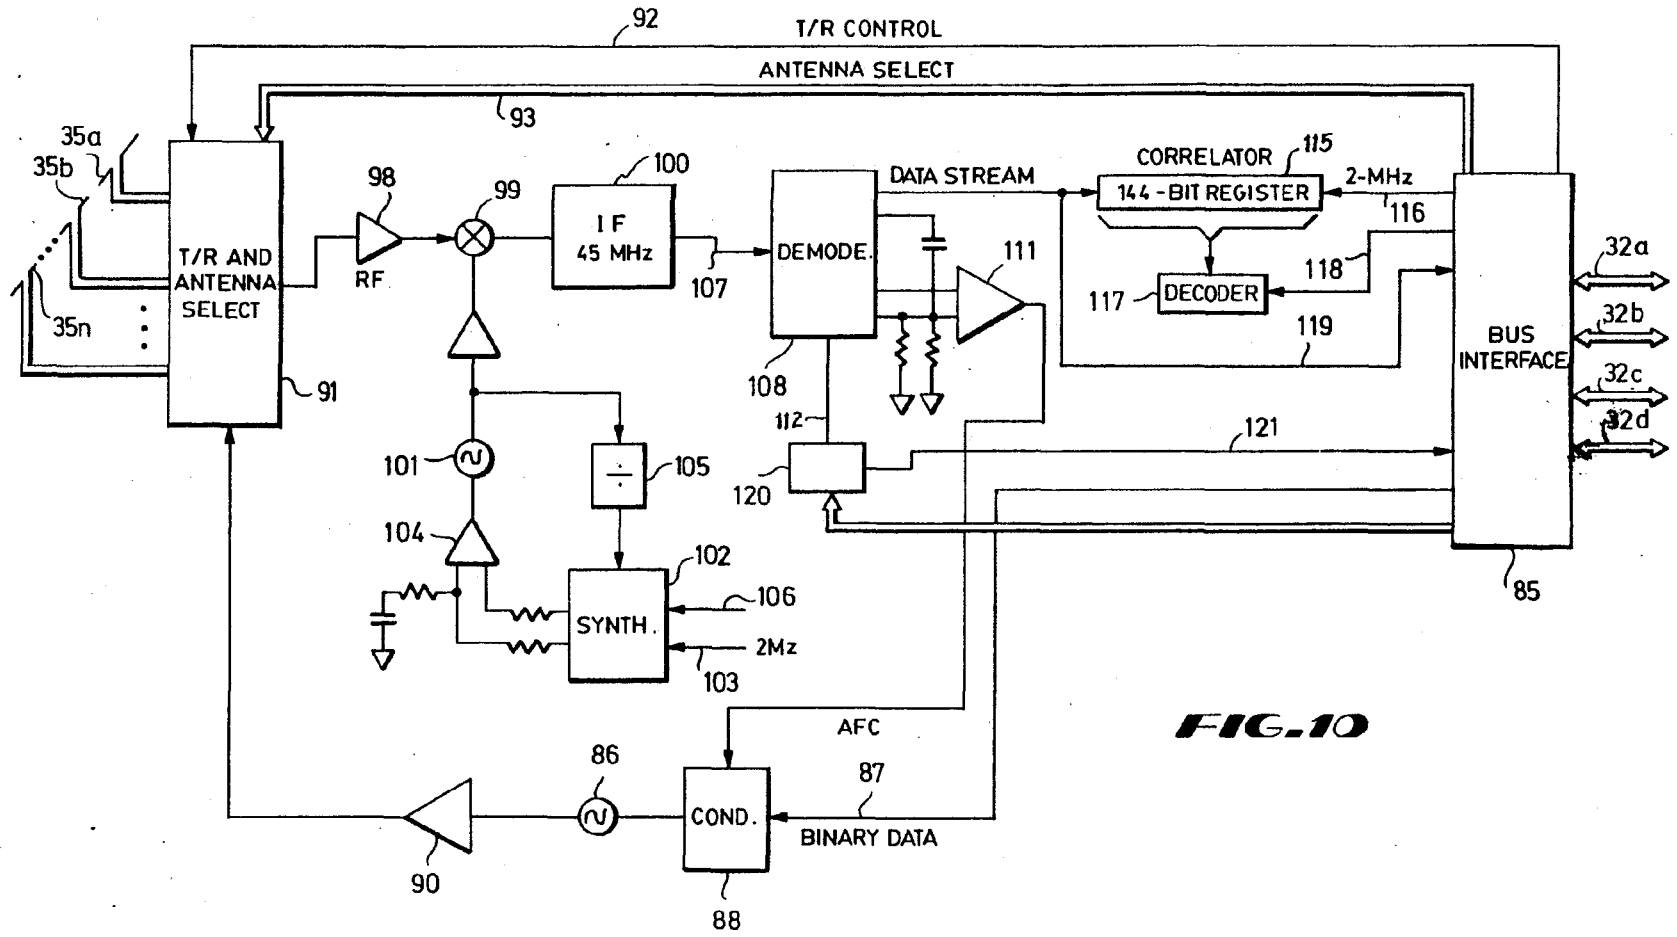 92
T/R CONTROL
ANTENNA SELECT
93
35a
35b
35n
T/R AND
ANTENNA
SELECT
91
98
RF
99
100
IF
45 MHz
107
DEMODE.
108
DATA STREAM
111
CORRELATOR
115
144-BIT REGISTER
2-MHz
116
118
117
DECODER
119
BUS
INTERFACE
32a
32b
32c
32d
85
112
120
121
101
÷
105
104
102
SYNTH.
106
2Mz
103
AFC
86
87
COND.
BINARY DATA
90
88
FIG.10